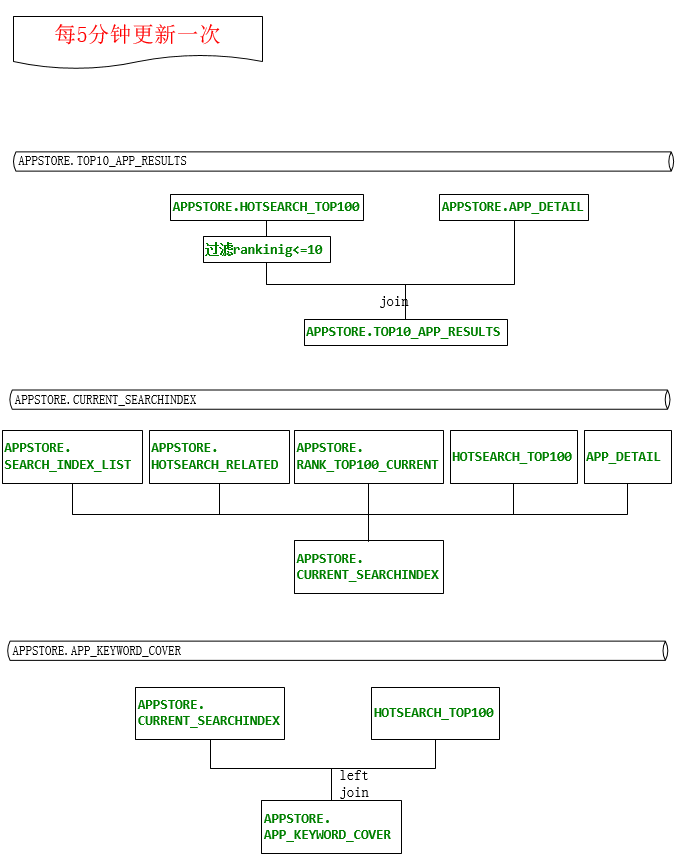 每5分钟更新一次
APPSTORE.TOP10_APP_RESULTS
APPSTORE.HOTSEARCH_TOP100
APPSTORE.APP_DETAIL
过滤rankinig<=10
join
APPSTORE.TOP10_APP_RESULTS
APPSTORE.CURRENT_SEARCHINDEX
APPSTORE.
SEARCH_INDEX_LIST
APPSTORE.
HOTSEARCH_RELATED
APPSTORE.
RANK_TOP100_CURRENT
HOTSEARCH_TOP100
APP_DETAIL
APPSTORE.
CURRENT_SEARCHINDEX
APPSTORE.APP_KEYWORD_COVER
APPSTORE.
CURRENT_SEARCHINDEX
HOTSEARCH_TOP100
left
join
APPSTORE.
APP_KEYWORD_COVER